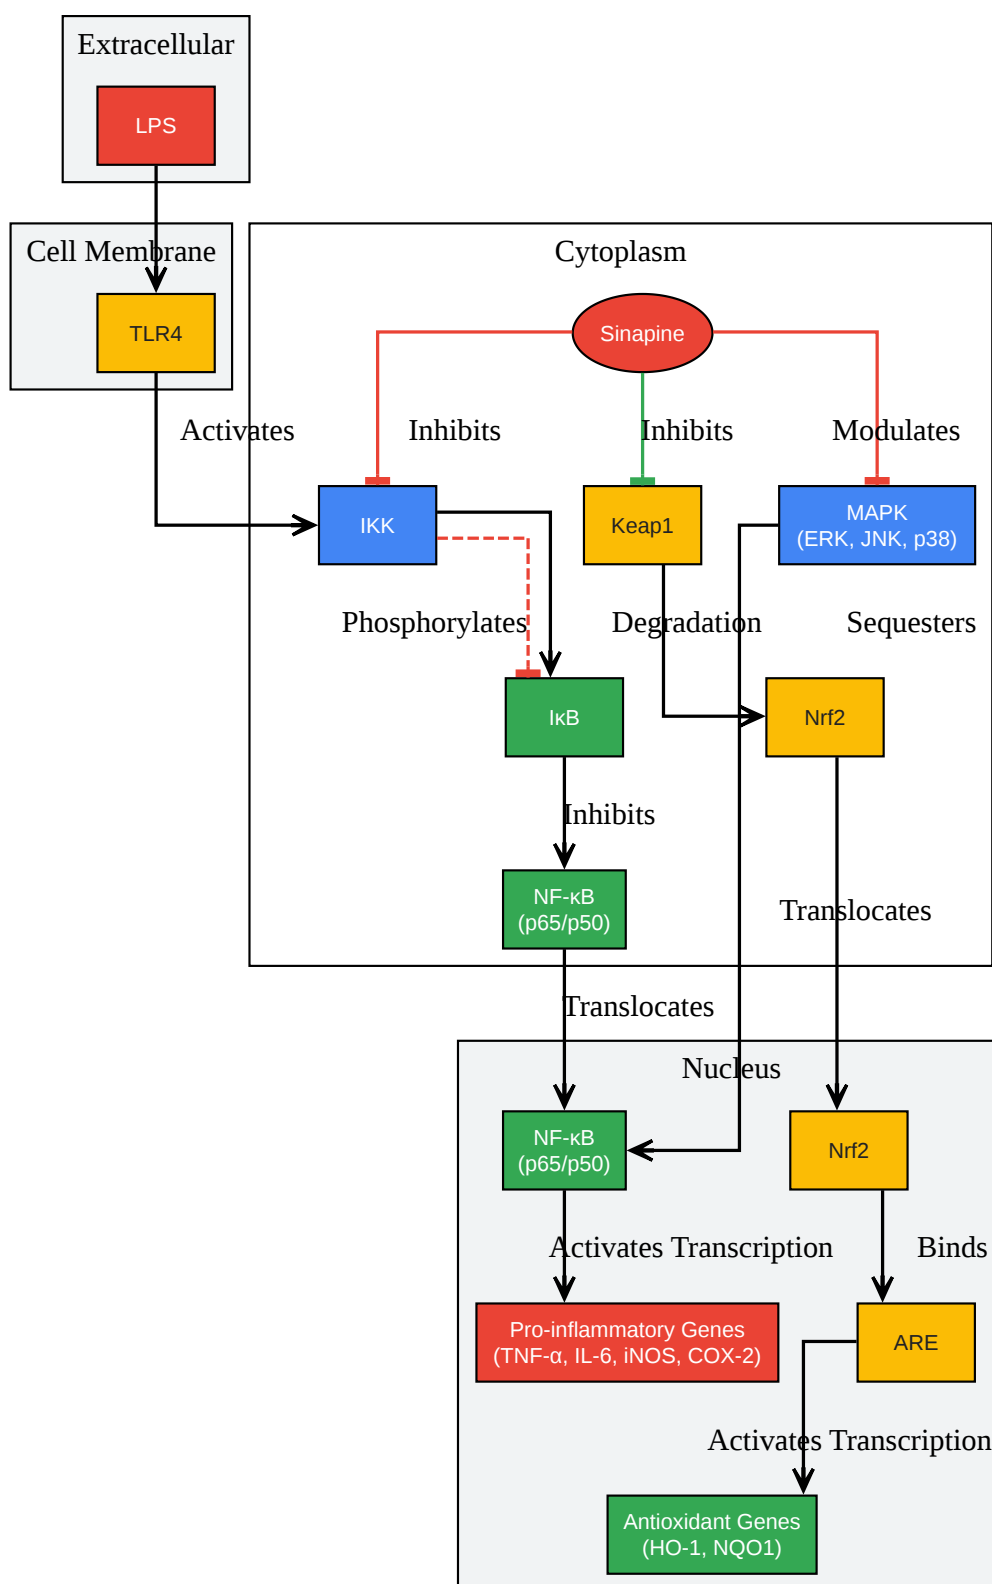 Extracellular
LPS
Cell Membrane
TLR4
Cytoplasm
Sinapine
Activates
Inhibits
Inhibits
Modulates
IKK
Keap1
MAPK
(ERK, JNK, p38)
Phosphorylates
Degradation
Sequesters
IκB
Nrf2
Inhibits
NF-κB
(p65/p50)
Translocates
Translocates
Nucleus
NF-κB
(p65/p50)
Nrf2
Activates Transcription
Binds
Pro-inflammatory Genes
(TNF-α, IL-6, iNOS, COX-2)
ARE
Activates Transcription
Antioxidant Genes
(HO-1, NQO1)